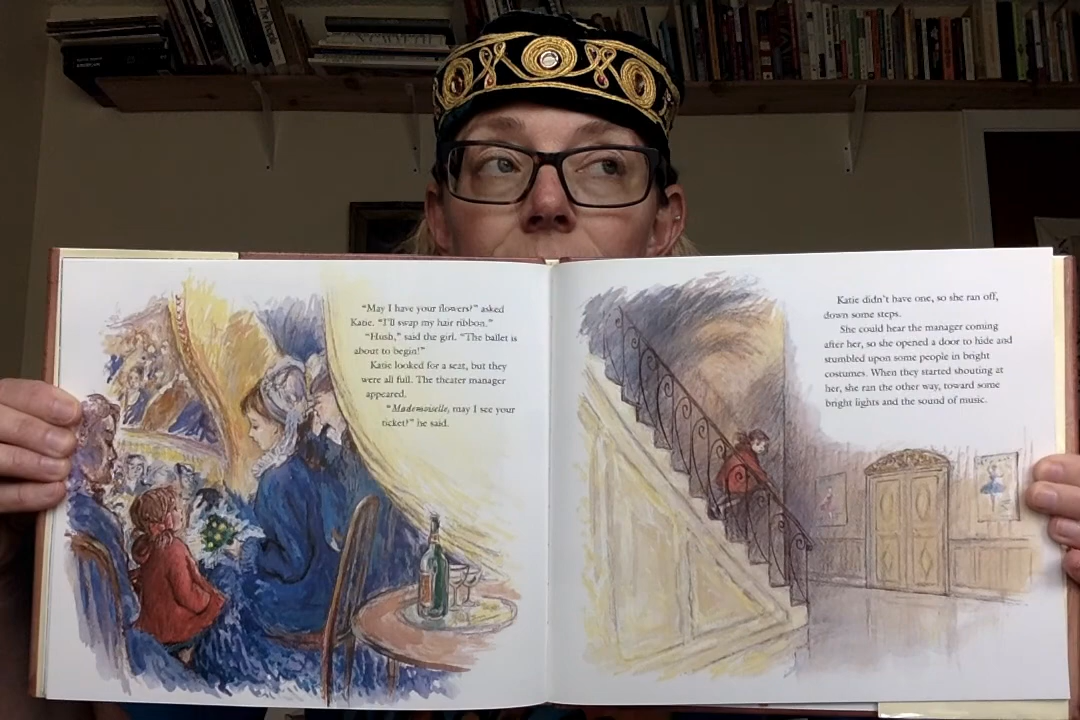 “May I have your flowers?” asked
Katie. “I’ll swap my hair ribbon.”
“Hush,” said the girl. “The ballet is
about to begin!”
Katie looked for a seat, but they
were all full. The theater manager
appeared.
“Mademoiselle, may I see your
ticket?” he said.
Katie didn’t have one, so she ran off,
down some steps.
She could hear the manager coming
after her, so she opened a door to hide and
stumbled upon some people in bright
costumes. When they started shouting at
her, she ran the other way, toward some
bright lights and the sound of music.